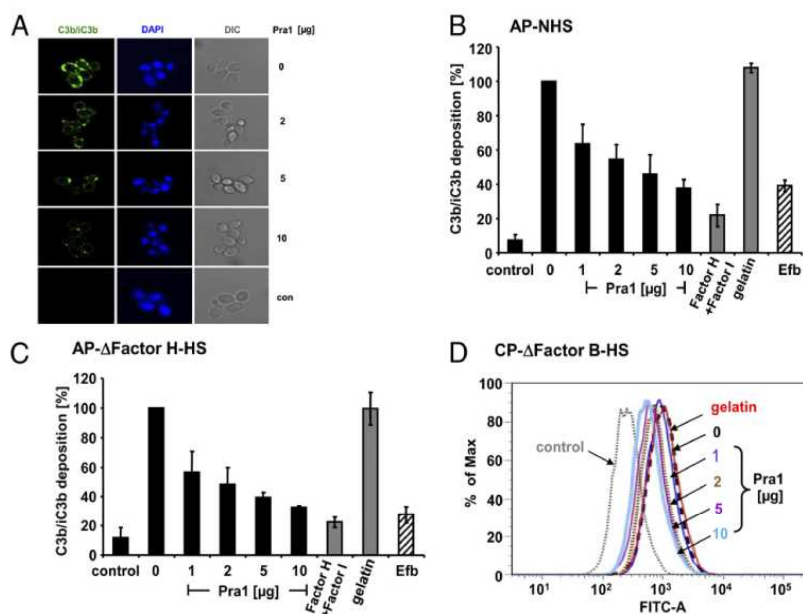 A
C3b/iC3b DAPI DIC Pra1 [µg]
0
2
5
10
con
B AP-NHS
C3b/iC3b deposition [%]
120
100
80
60
40
20
0
control 0 1 2 5 10 Factor H +Factor I gelatin Efb
Pra1 [µg]
C AP-ΔFactor H-HS
C3b/iC3b deposition [%]
120
100
80
60
40
20
0
control 0 1 2 5 10 Factor H +Factor I gelatin Efb
Pra1 [µg]
D CP-ΔFactor B-HS
% of Max
100
80
60
40
20
0
control
gelatin
0
1
2
5
10
Pra1
[µg]
10¹ 10² 10³ 10⁴ 10⁵
FITC-A